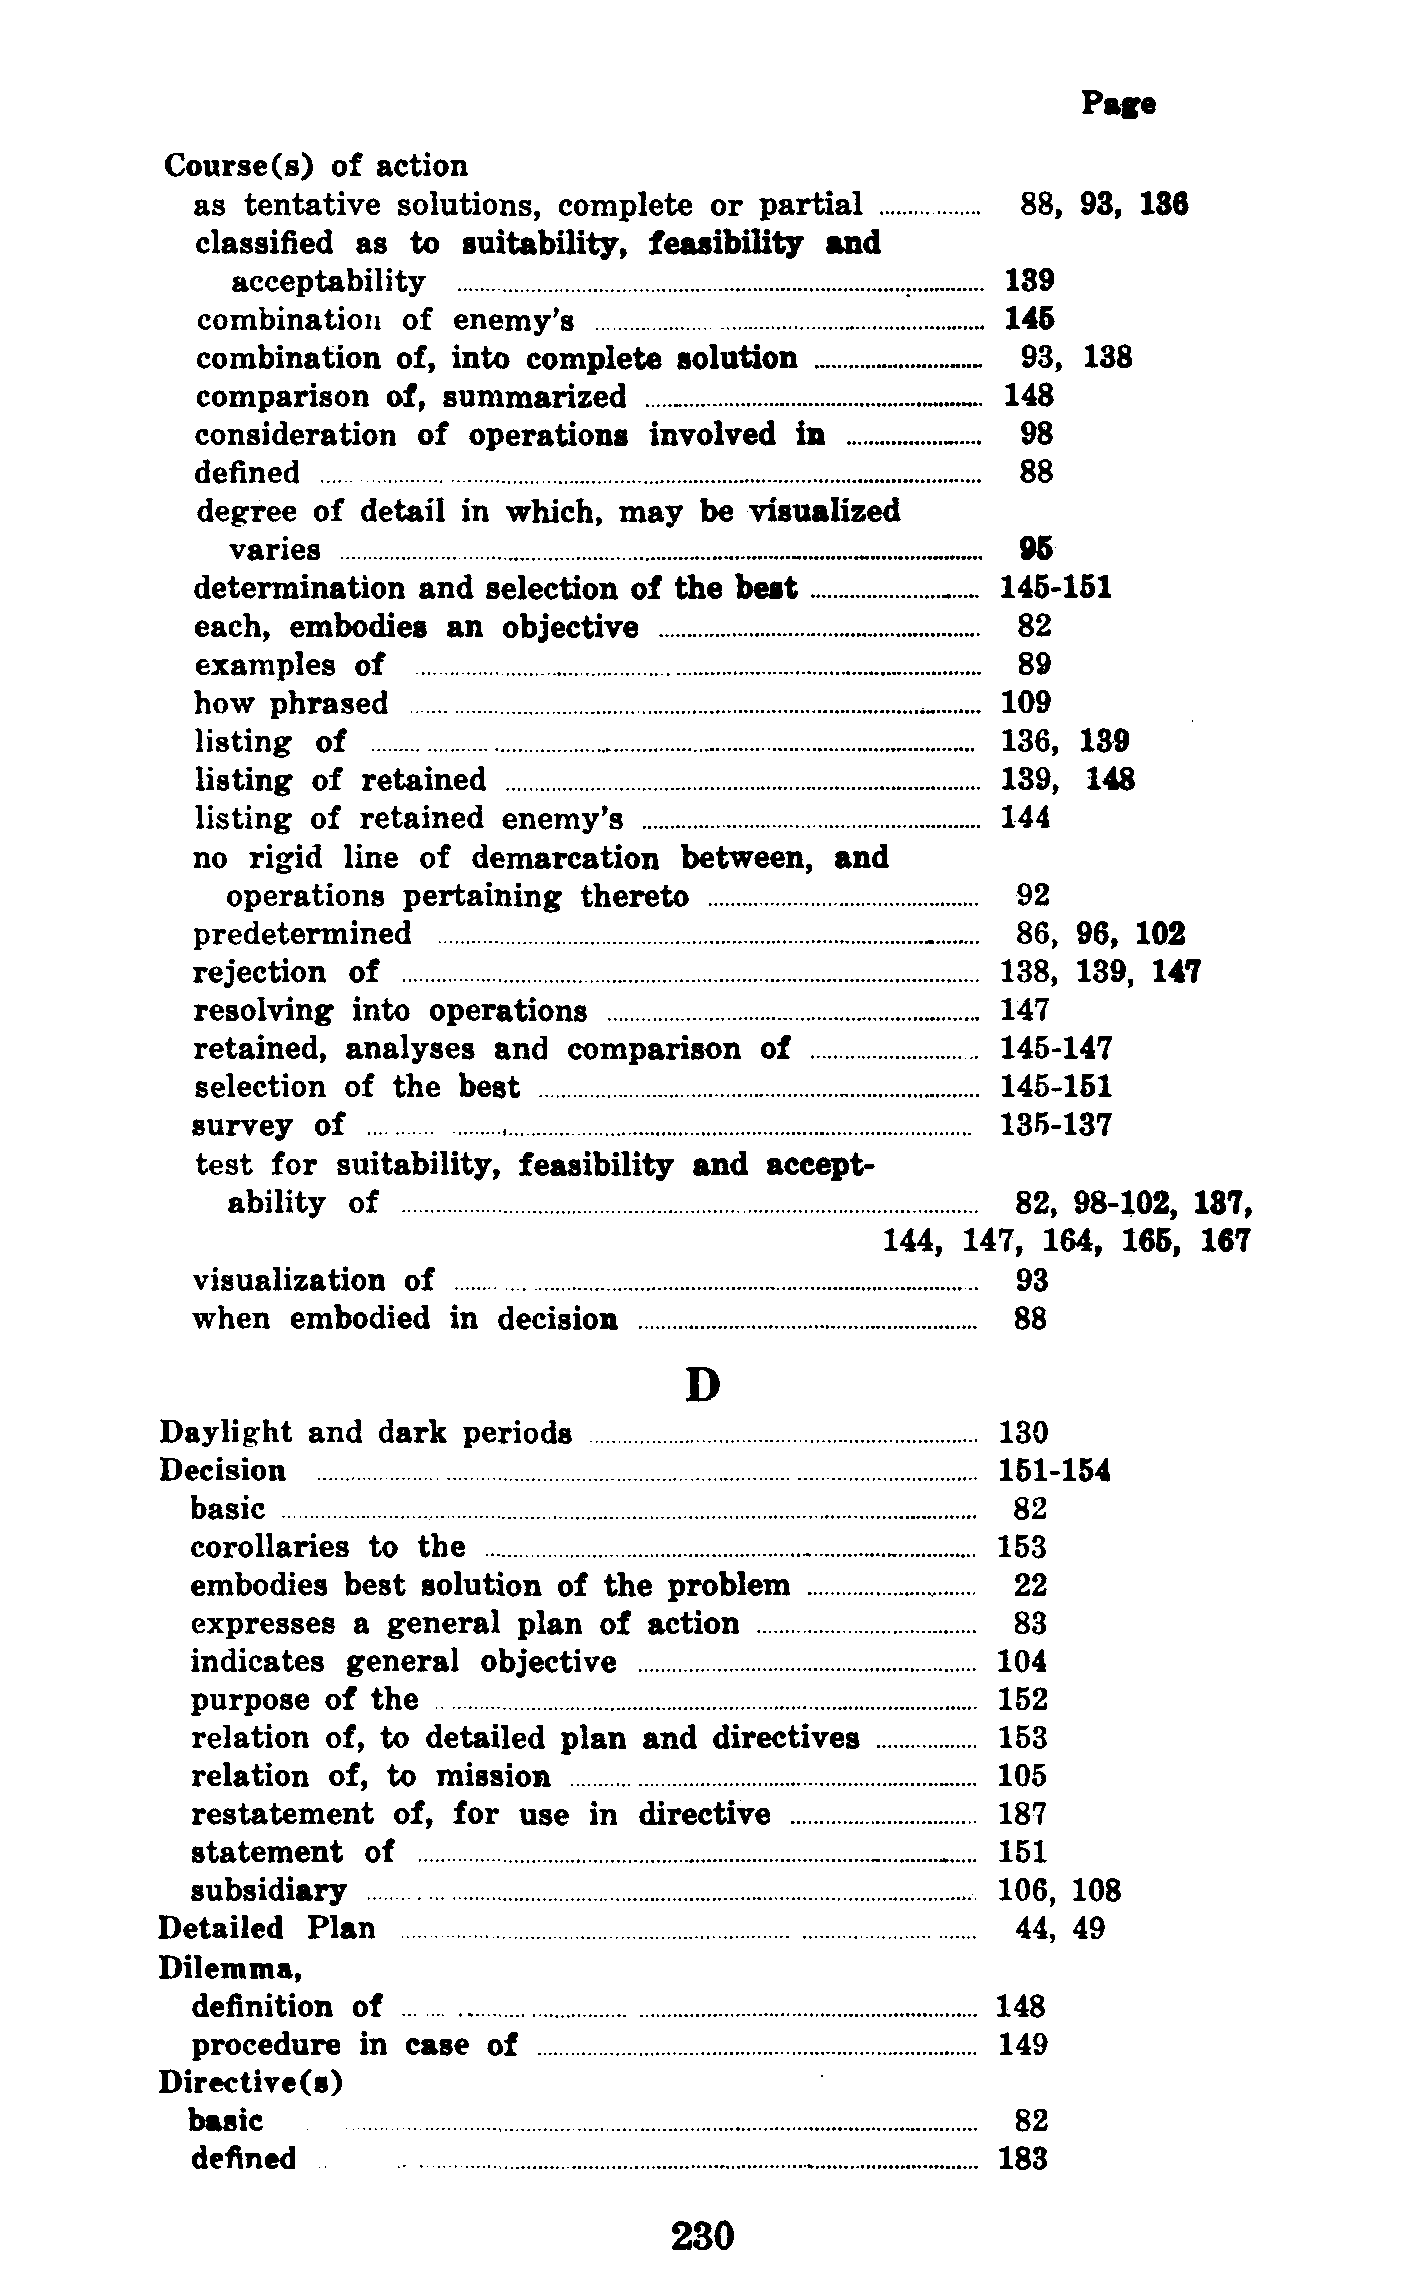 Page
Course(s) of action
as tentative solutions, complete or partial ........ 88, 93, 136
classified as to suitability, feasibility and
acceptability ........ 139
combination of enemy's ........ 145
combination of, into complete solution ........ 93, 138
comparison of, summarized ........ 148
consideration of operations involved in ........ 98
defined ........ 88
degree of detail in which, may be visualized
varies ........ 95
determination and selection of the best ........ 145-151
each, embodies an objective ........ 82
examples of ........ 89
how phrased ........ 109
listing of ........ 136, 139
listing of retained ........ 139, 148
listing of retained enemy's ........ 144
no rigid line of demarcation between, and
operations pertaining thereto ........ 92
predetermined ........ 86, 96, 102
rejection of ........ 138, 139, 147
resolving into operations ........ 147
retained, analyses and comparison of ........ 145-147
selection of the best ........ 145-151
survey of ........ 135-137
test for suitability, feasibility and accept-
ability of ........ 82, 98-102, 137,
144, 147, 164, 165, 167
visualization of ........ 93
when embodied in decision ........ 88
D
Daylight and dark periods ........ 130
Decision ........ 151-154
basic ........ 82
corollaries to the ........ 153
embodies best solution of the problem ........ 22
expresses a general plan of action ........ 83
indicates general objective ........ 104
purpose of the ........ 152
relation of, to detailed plan and directives ........ 153
relation of, to mission ........ 105
restatement of, for use in directive ........ 187
statement of ........ 151
subsidiary ........ 106, 108
Detailed Plan ........ 44, 49
Dilemma,
definition of ........ 148
procedure in case of ........ 149
Directive(s)
basic ........ 82
defined ........ 183
230